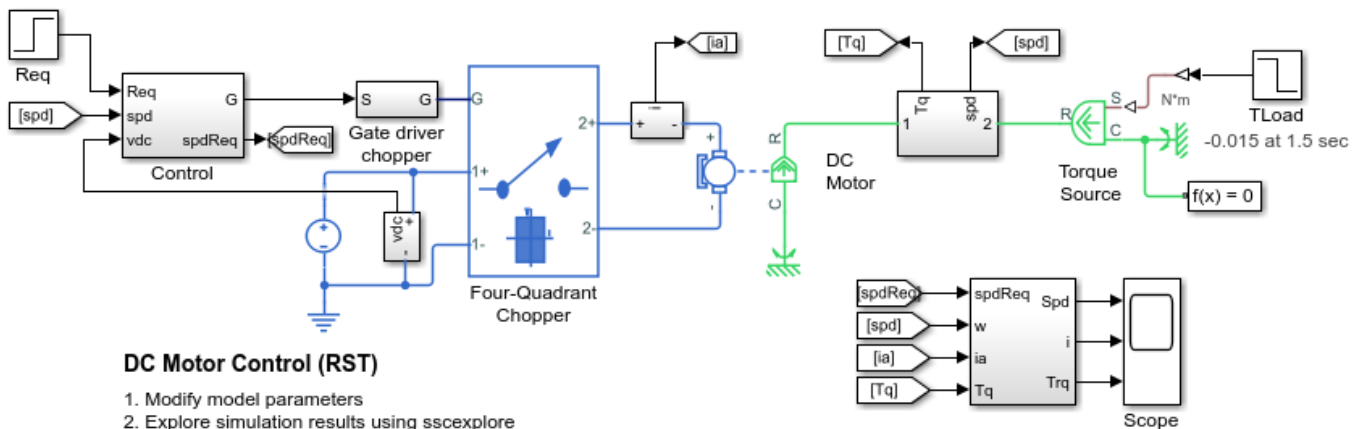 Req
[spd]
Req
spd
vdc
G
spdReq
Control
[spdReq]
S
G
Gate driver
chopper
vdc
+
-
+
-
G
1+
1-
2+
2-
Four-Quadrant
Chopper
[ia]
+
i
-
+
-
R
C
DC
Motor
[Tq]
[spd]
Tq
spd
1
2
R
S
C
N*m
Torque
Source
TLoad
-0.015 at 1.5 sec
f(x) = 0
[spdReq]
[spd]
[ia]
[Tq]
spdReq
w
ia
Tq
Spd
i
Trq
Scope
DC Motor Control (RST)
1. Modify model parameters
2. Explore simulation results using sscexplore